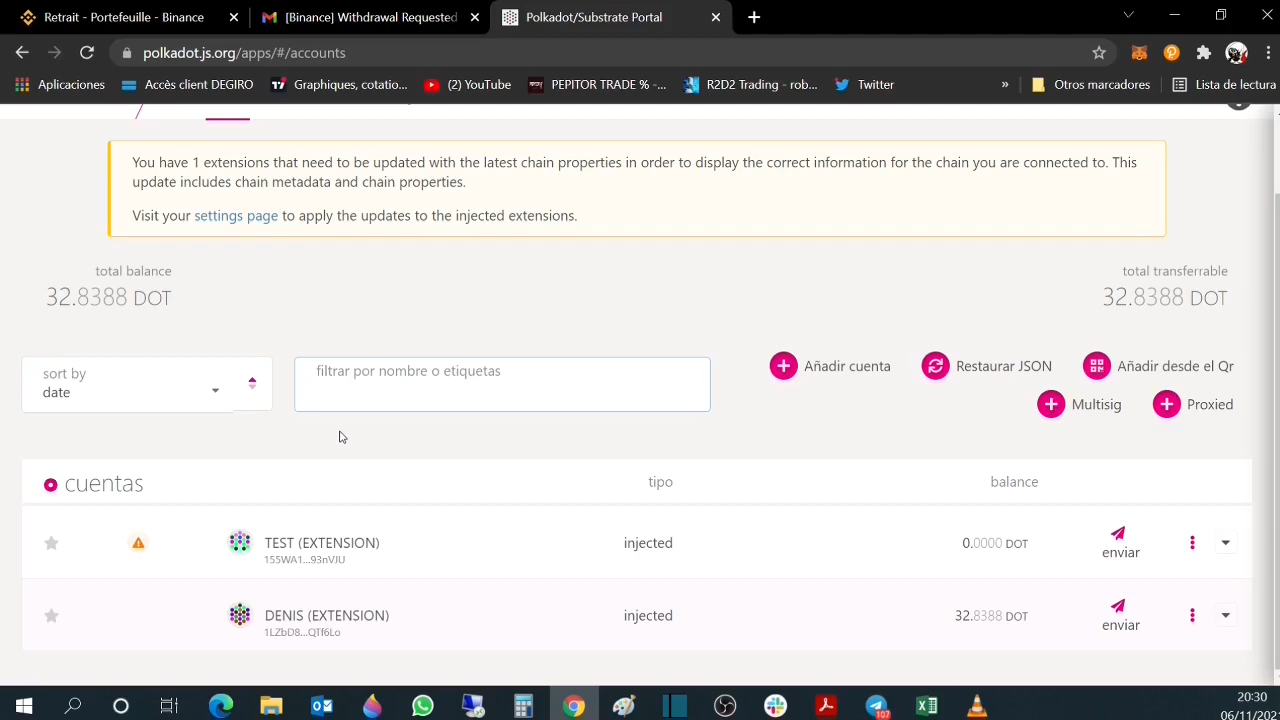 Retrait - Portefeuille - Binance
[Binance] Withdrawal Requested
Polkadot/Substrate Portal
polkadot.js.org/apps/#/accounts
Aplicaciones
Accès client DEGIRO
Graphiques, cotatio...
(2) YouTube
PEPITOR TRADE %-...
R2D2 Trading - rob...
Twitter
»
Otros marcadores
Lista de lectura
You have 1 extensions that need to be updated with the latest chain properties in order to display the correct information for the chain you are connected to. This
update includes chain metadata and chain properties.
Visit your settings page to apply the updates to the injected extensions.
total balance
32.8388 DOT
total transferrable
32.8388 DOT
sort by
date
filtrar por nombre o etiquetas
Añadir cuenta
Restaurar JSON
Añadir desde el Qr
Multisig
Proxied
cuentas
tipo
balance
TEST (EXTENSION)
155WA1...93nVJU
injected
0.0000 DOT
enviar
DENIS (EXTENSION)
1LZbD8...QTf6Lo
injected
32.8388 DOT
enviar
107
20:30